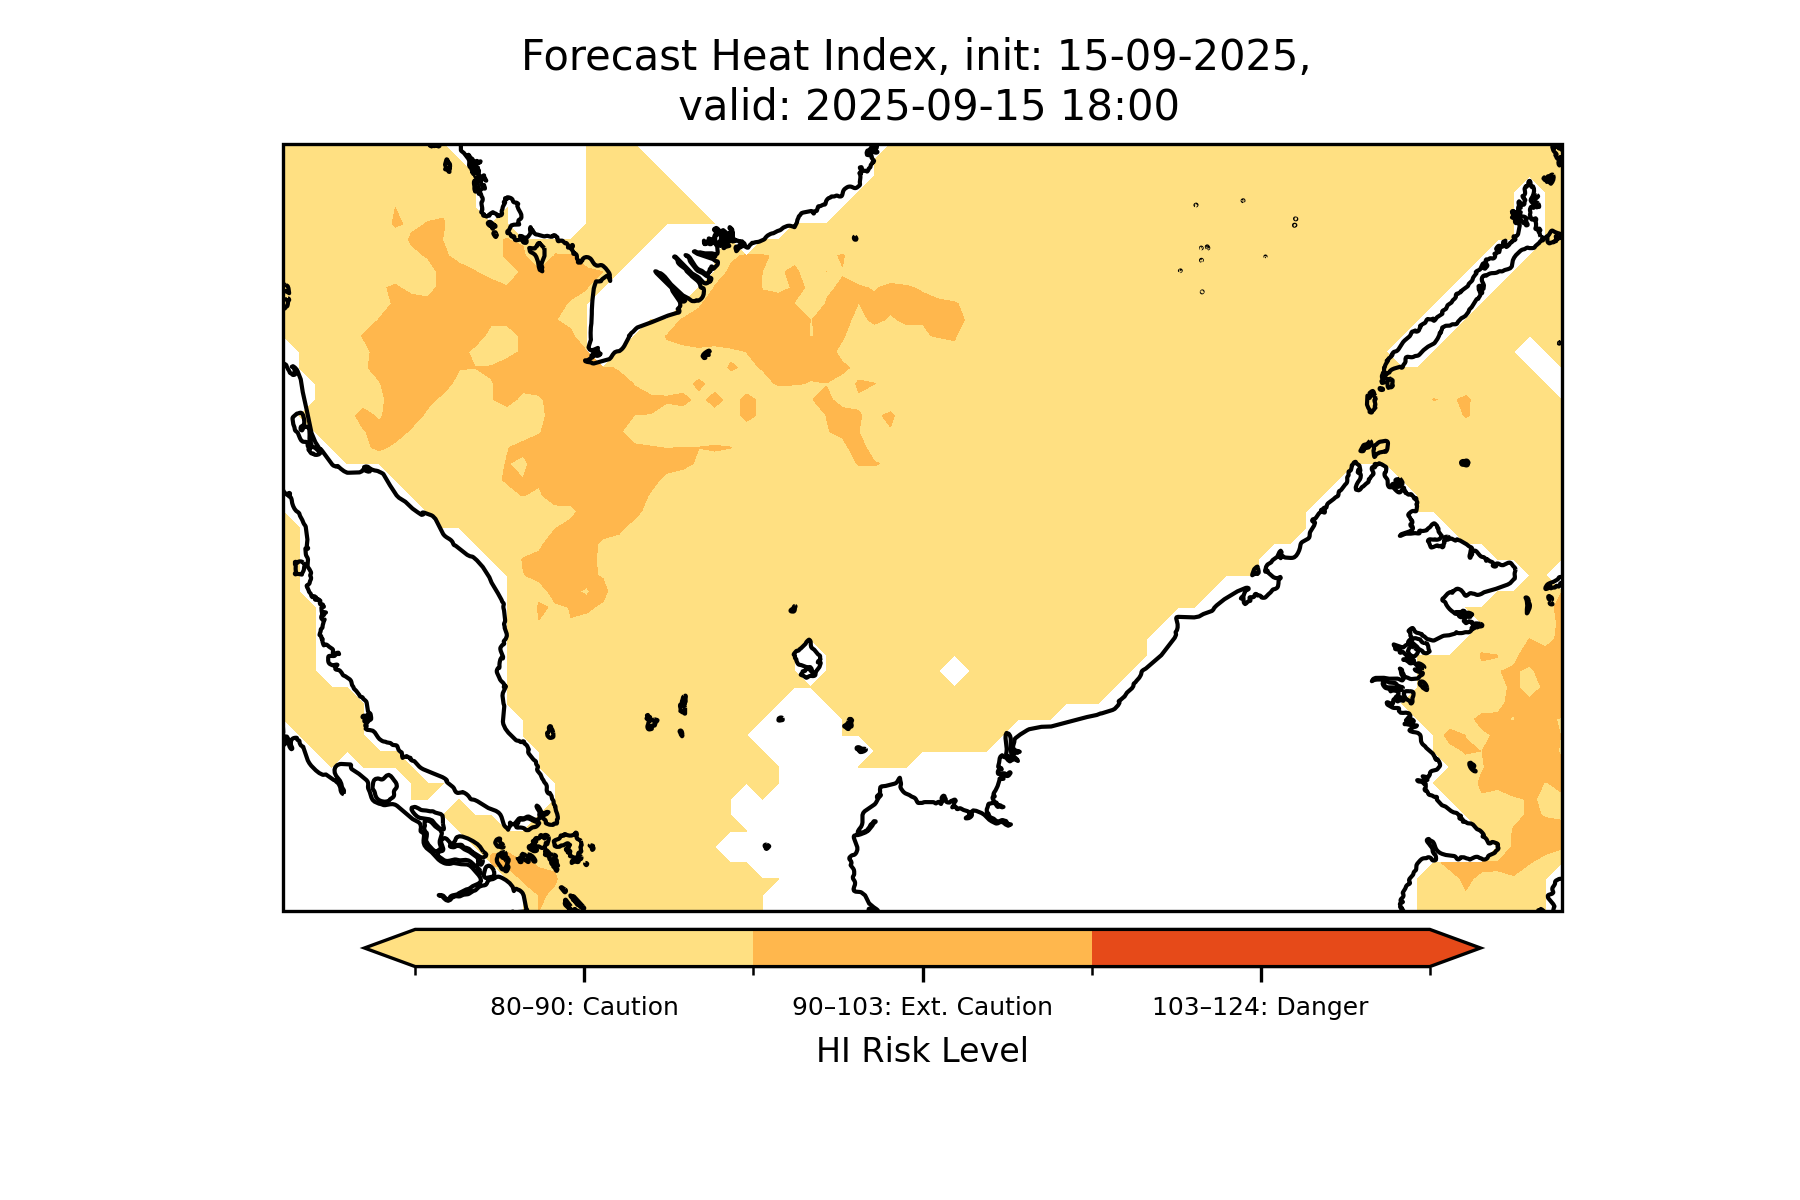 Forecast Heat Index, init: 15-09-2025,
valid: 2025-09-15 18:00
80–90: Caution
90–103: Ext. Caution
103–124: Danger
HI Risk Level